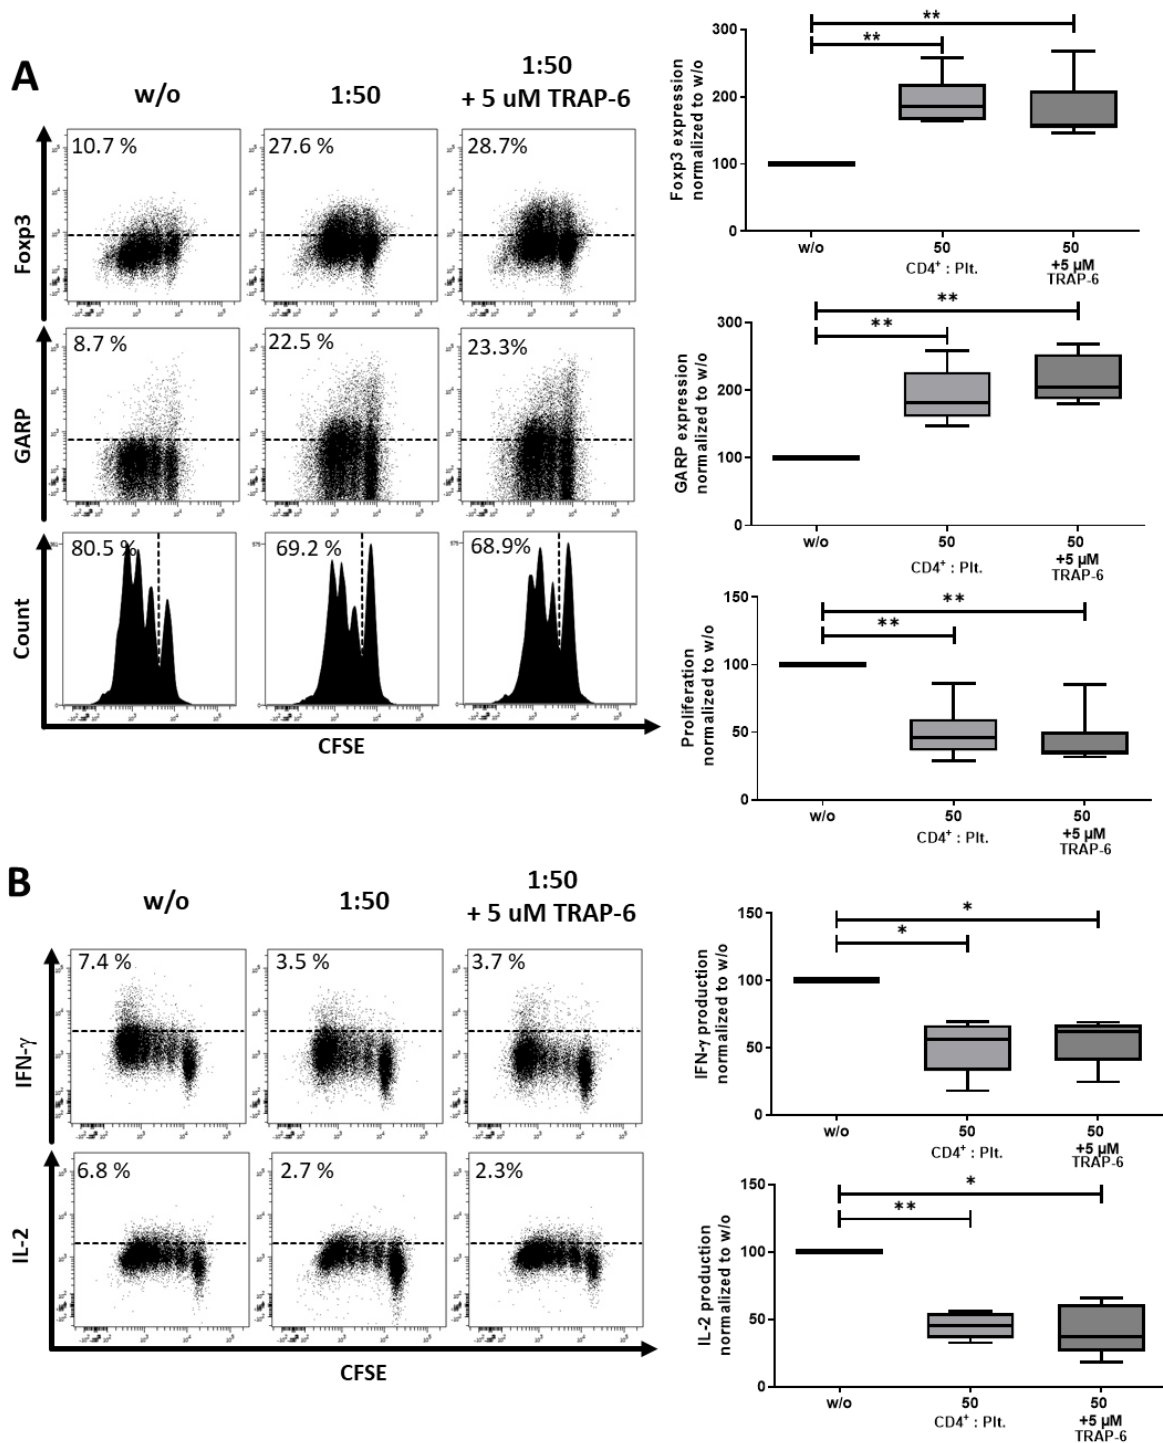 A
w/o
1:50
1:50
+ 5 uM TRAP-6
10.7 %
27.6 %
28.7%
Foxp3
8.7 %
22.5 %
23.3%
GARP
80.5 %
69.2 %
68.9%
Count
CFSE
**
**
300
200
100
0
Foxp3 expression
normalized to w/o
w/o
50
50
+5 µM
TRAP-6
CD4+ : Plt.
**
**
300
200
100
0
GARP expression
normalized to w/o
w/o
50
50
+5 µM
TRAP-6
CD4+ : Plt.
**
**
150
100
50
0
Proliferation
normalized to w/o
w/o
50
50
+5 µM
TRAP-6
CD4+ : Plt.
B
w/o
1:50
1:50
+ 5 uM TRAP-6
7.4 %
3.5 %
3.7 %
IFN-γ
6.8 %
2.7 %
2.3%
IL-2
CFSE
*
*
150
100
50
0
IFN-γ production
normalized to w/o
w/o
50
50
+5 µM
TRAP-6
CD4+ : Plt.
*
**
150
100
50
0
IL-2 production
normalized to w/o
w/o
50
50
+5 µM
TRAP-6
CD4+ : Plt.